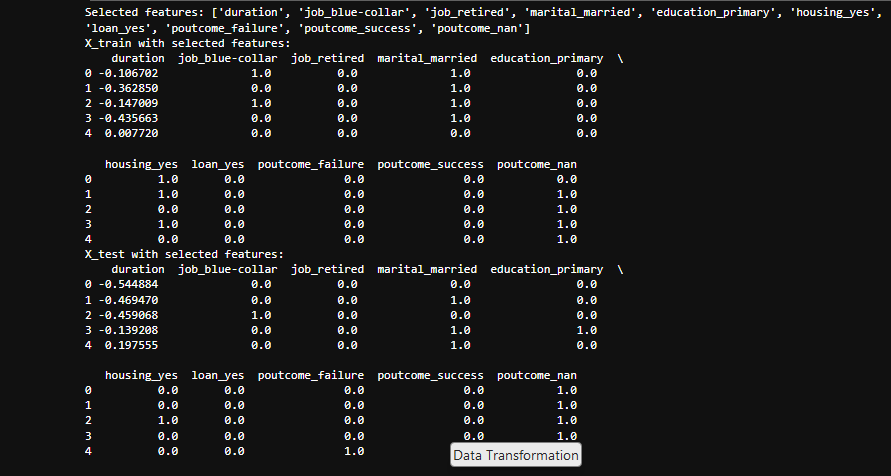 Selected features: ['duration', 'job_blue-collar', 'job_retired', 'marital_married', 'education_primary', 'housing_yes',
'loan_yes', 'poutcome_failure', 'poutcome_success', 'poutcome_nan']
X_train with selected features:
duration job_blue-collar job_retired marital_married education_primary \
0 -0.106702 1.0 0.0 1.0 0.0
1 -0.362850 0.0 0.0 1.0 0.0
2 -0.147009 1.0 0.0 1.0 0.0
3 -0.435663 0.0 0.0 1.0 0.0
4 0.007720 0.0 0.0 0.0 0.0
housing_yes loan_yes poutcome_failure poutcome_success poutcome_nan
0 1.0 0.0 0.0 0.0 0.0
1 1.0 0.0 0.0 0.0 1.0
2 0.0 0.0 0.0 0.0 1.0
3 1.0 0.0 0.0 0.0 1.0
4 0.0 0.0 0.0 0.0 1.0
X_test with selected features:
duration job_blue-collar job_retired marital_married education_primary \
0 -0.544884 0.0 0.0 0.0 0.0
1 -0.469470 0.0 0.0 1.0 0.0
2 -0.459068 1.0 0.0 0.0 0.0
3 -0.139208 0.0 0.0 1.0 1.0
4 0.197555 0.0 0.0 1.0 0.0
housing_yes loan_yes poutcome_failure poutcome_success poutcome_nan
0 0.0 0.0 0.0 0.0 1.0
1 0.0 0.0 0.0 0.0 1.0
2 1.0 0.0 0.0 0.0 1.0
3 0.0 0.0 0.0 0.0 1.0
4 0.0 0.0 1.0
Data Transformation